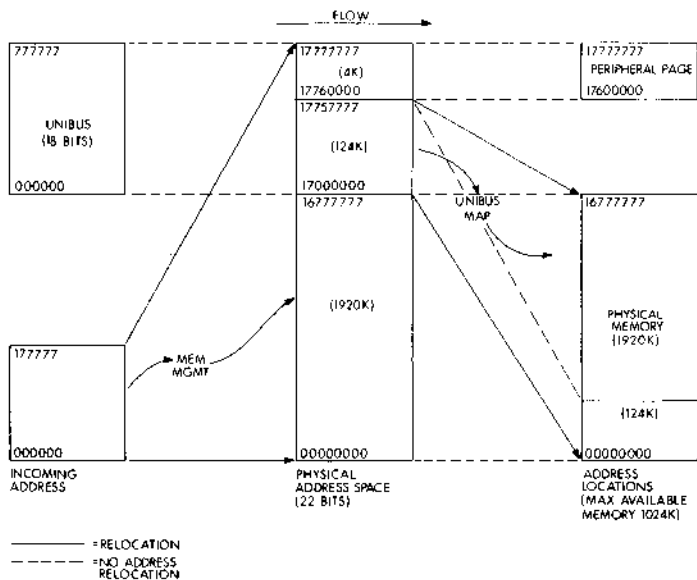 FLOW
777777
UNIBUS
(18 BITS)
000000
177777
000000
INCOMING
ADDRESS
MEM
MGMT
17777777
(4K)
17760000
17757777
(124K)
17000000
16777777
(1920K)
00000000
PHYSICAL
ADDRESS SPACE
(22 BITS)
UNIBUS
MAP
17777777
PERIPHERAL PAGE
17600000
16777777
PHYSICAL
MEMORY
(1920K)
(124K)
00000000
ADDRESS
LOCATIONS
(MAX AVAILABLE
MEMORY 1024K)
=RELOCATION
=NO ADDRESS
RELOCATION